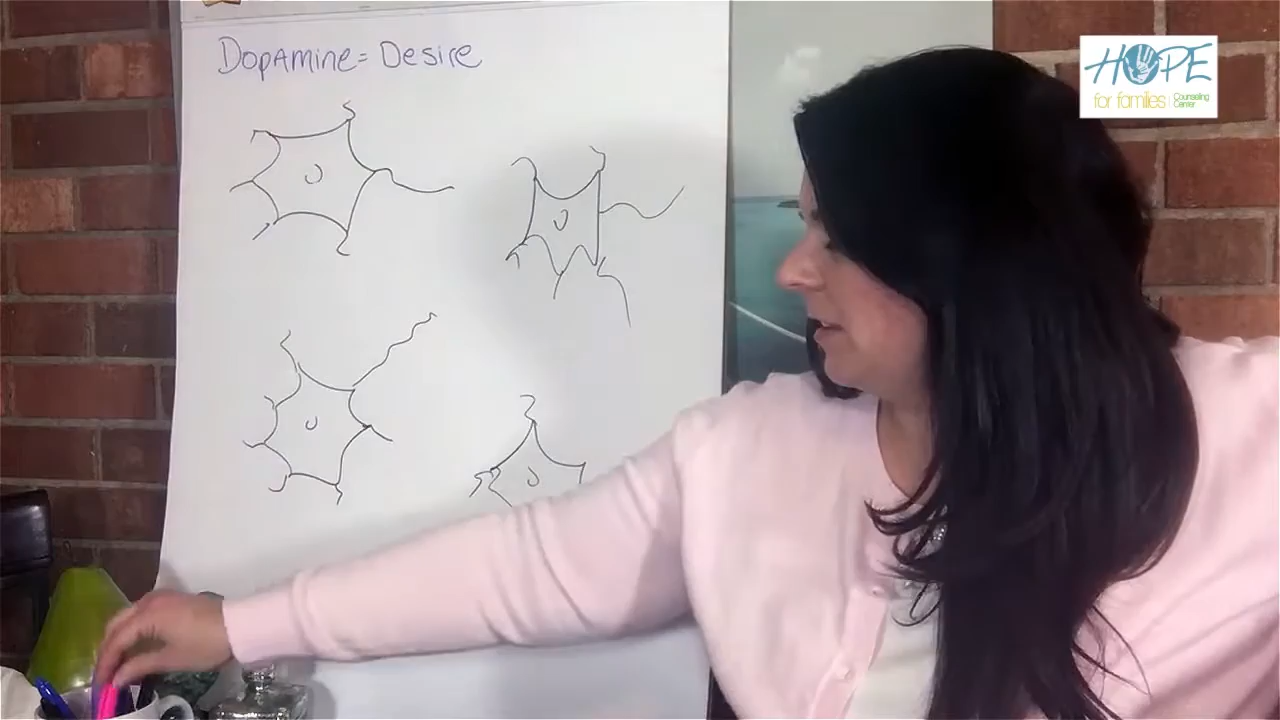 Dopamine = Desire
HOPE
for families | Counseling
Center